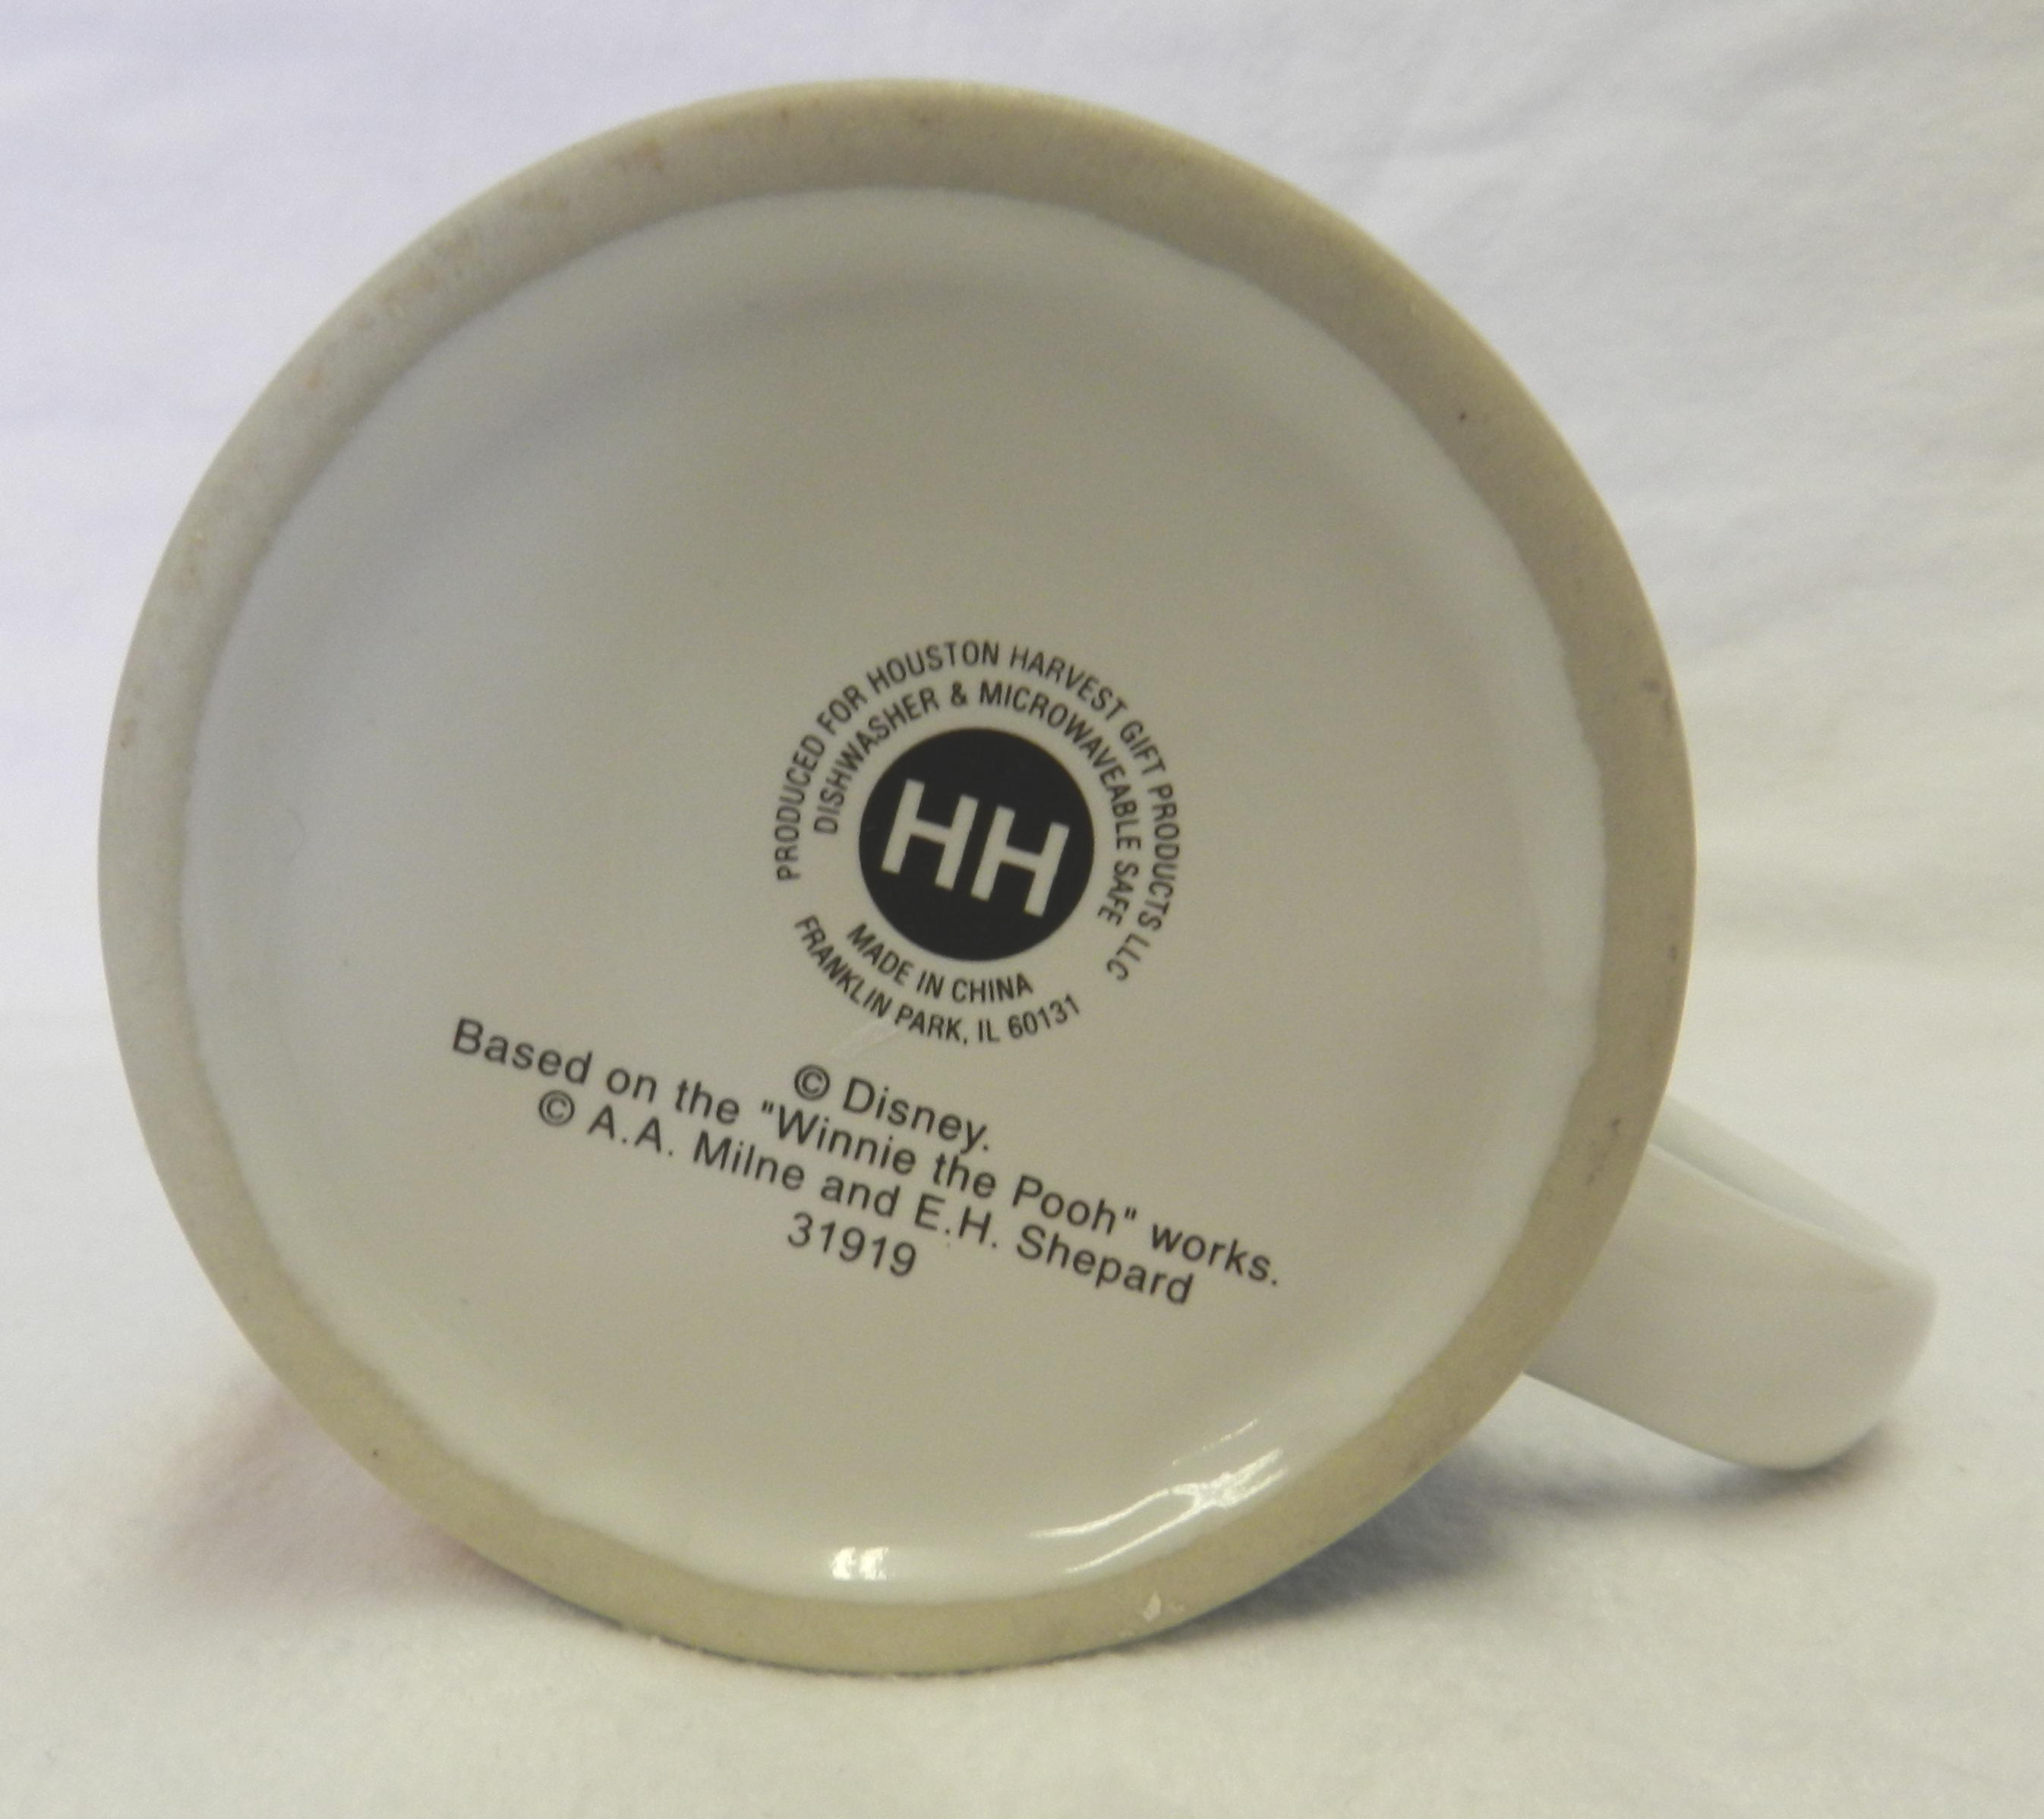 PRODUCED FOR HOUSTON HARVEST GIFT PRODUCTS LLC
DISHWASHER & MICROWAVEABLE SAFE
HH
MADE IN CHINA
FRANKLIN PARK, IL 60131
© Disney.
Based on the "Winnie the Pooh" works.
© A.A. Milne and E.H. Shepard
31919